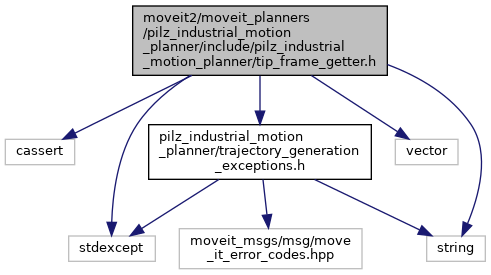 moveit2/moveit_planners
/pilz_industrial_motion
_planner/include/pilz_industrial
_motion_planner/tip_frame_getter.h
cassert
pilz_industrial_motion
_planner/trajectory_generation
_exceptions.h
vector
stdexcept
moveit_msgs/msg/move
_it_error_codes.hpp
string